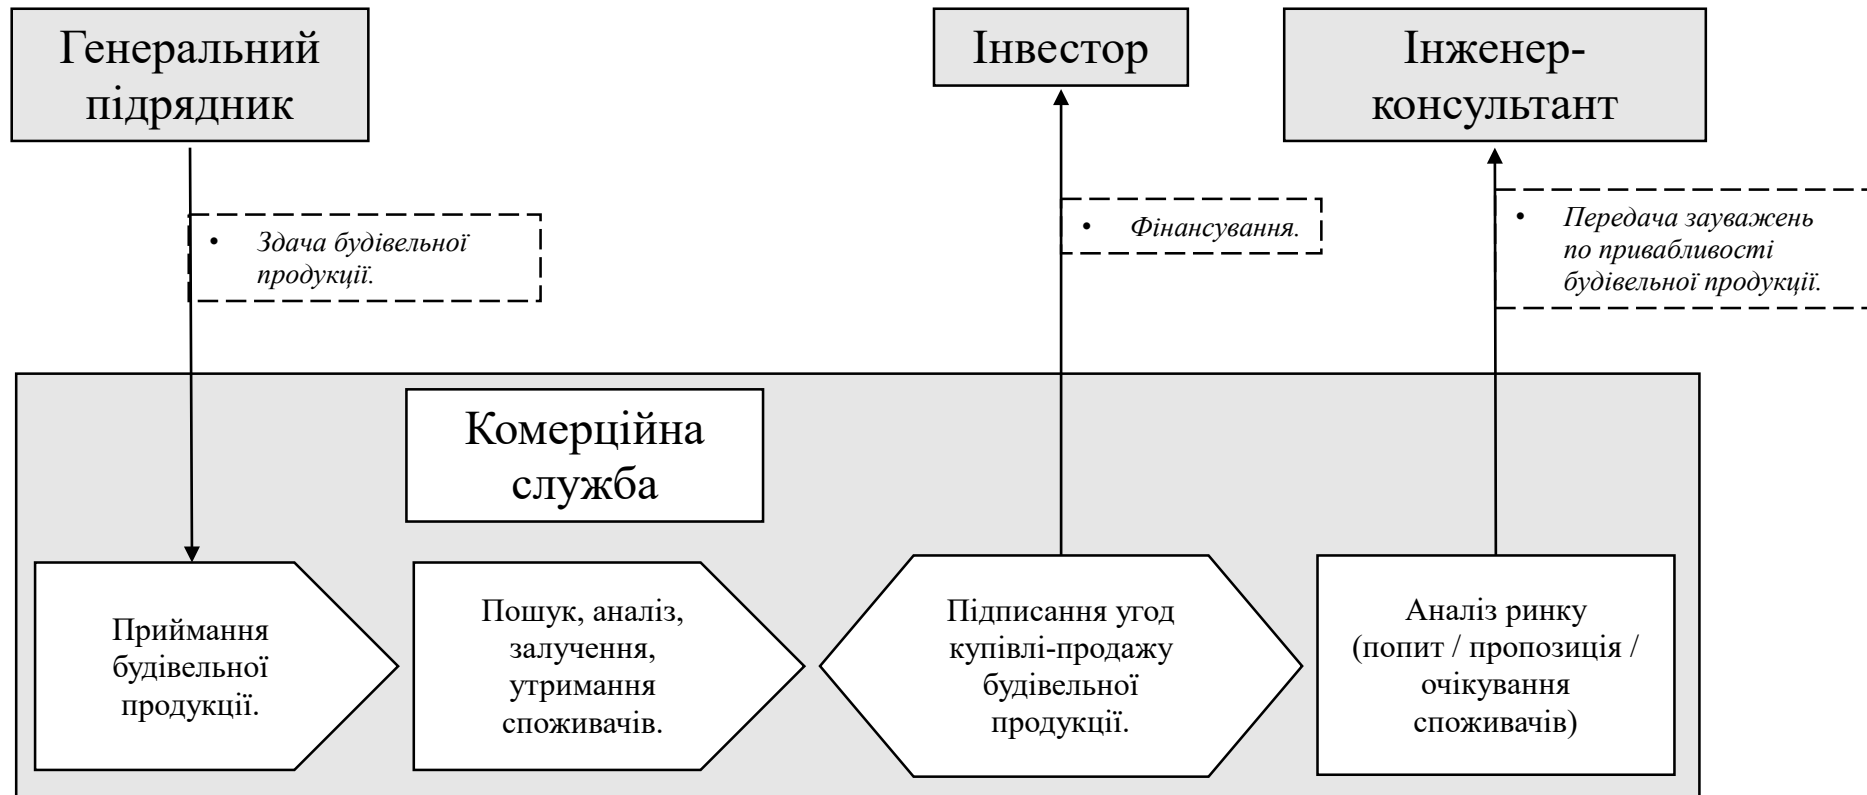 Генеральний
підрядник
Інвестор
Інженер-
консультант
• Здача будівельної
продукції.
• Фінансування.
• Передача зауважень
по привабливості
будівельної продукції.
Комерційна
служба
Приймання
будівельної
продукції.
Пошук, аналіз,
залучення,
утримання
споживачів.
Підписання угод
купівлі-продажу
будівельної
продукції.
Аналіз ринку
(попит / пропозиція /
очікування
споживачів)